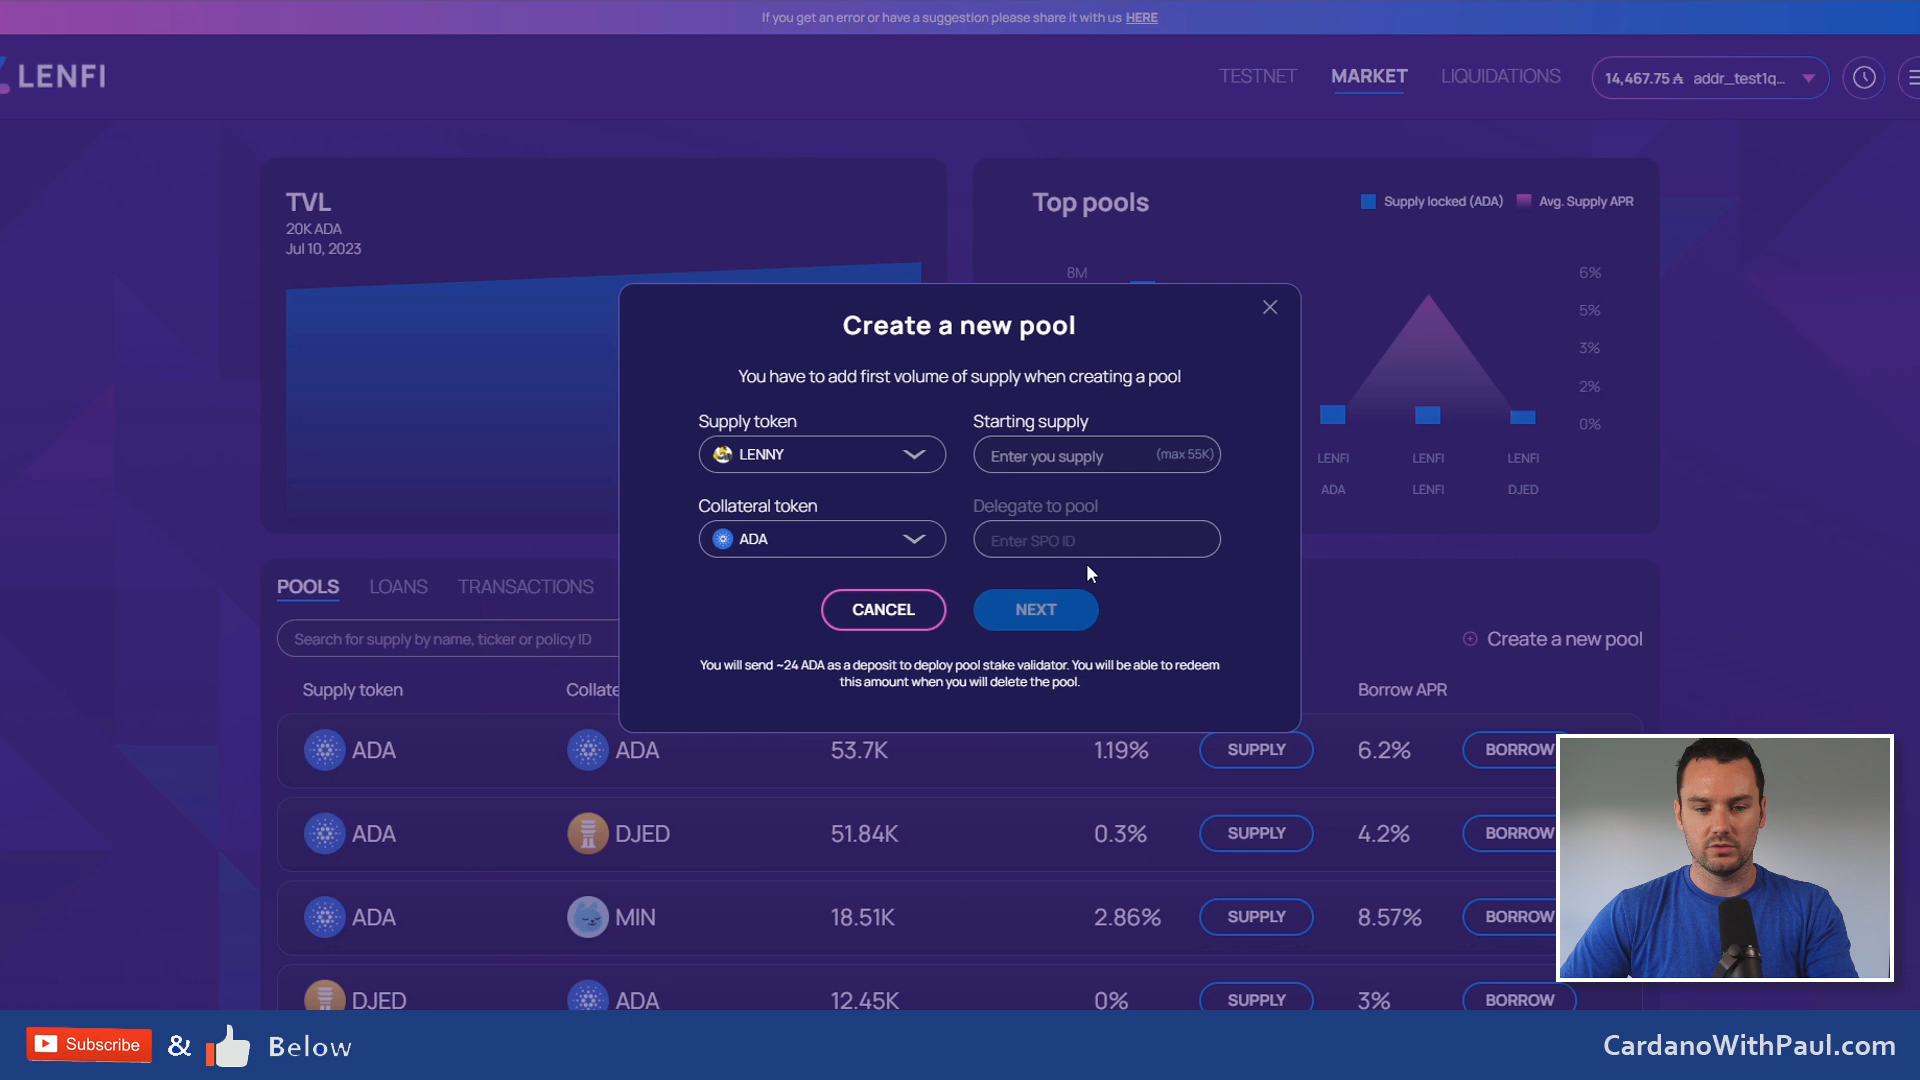 If you get an error or have a suggestion please share it with us HERE
LENFI
TESTNET
MARKET
LIQUIDATIONS
14,467.75 ₳ addr_test1q...
TVL
20K ADA
Jul 10, 2023
Top pools
Supply locked (ADA)
Avg. Supply APR
8M
6%
5%
3%
2%
0%
LENFI
LENFI
LENFI
ADA
LENFI
DJED
Create a new pool
You have to add first volume of supply when creating a pool
Supply token
Starting supply
LENNY
Enter you supply
(max 55K)
Collateral token
Delegate to pool
ADA
Enter SPO ID
CANCEL
NEXT
You will send ~24 ADA as a deposit to deploy pool stake validator. You will be able to redeem
this amount when you will delete the pool.
POOLS
LOANS
TRANSACTIONS
Search for supply by name, ticker or policy ID
Create a new pool
Supply token
Borrow APR
ADA
ADA
53.7K
1.19%
SUPPLY
6.2%
BORROW
ADA
DJED
51.84K
0.3%
SUPPLY
4.2%
BORROW
ADA
MIN
18.51K
2.86%
SUPPLY
8.57%
BORROW
DJED
ADA
12.45K
0%
SUPPLY
3%
BORROW
Subscribe & Below
CardanoWithPaul.com